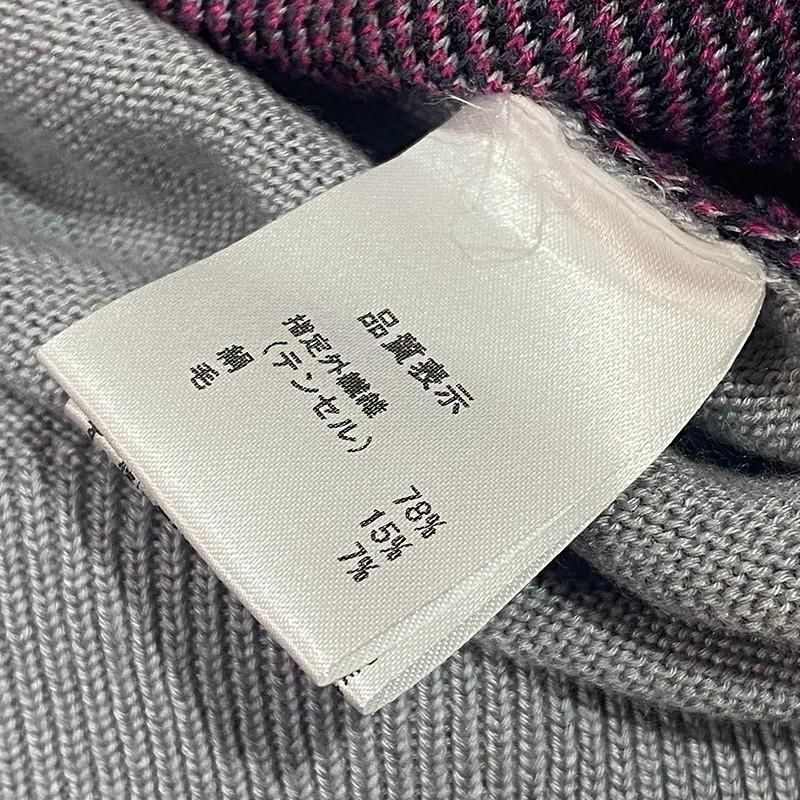 品質表示
指定外繊維
(テンセル) 78%
絹 15%
毛 7%